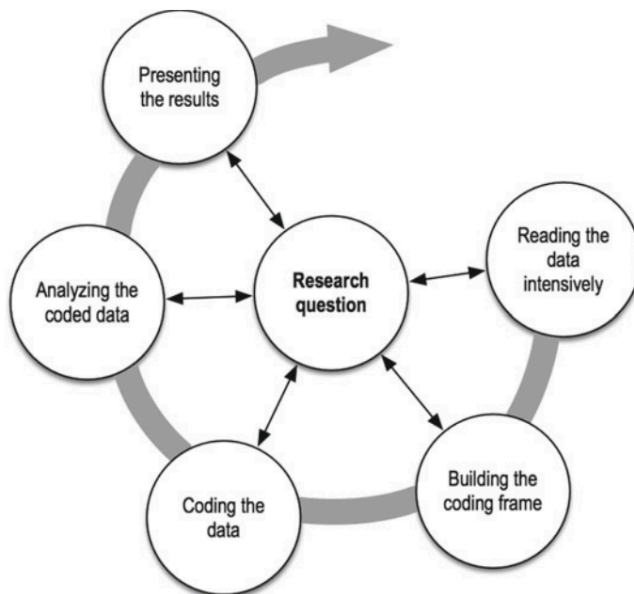 Presenting
the results
Reading the
data
intensively
Research
question
Analyzing the
coded data
Building the
coding frame
Coding the
data